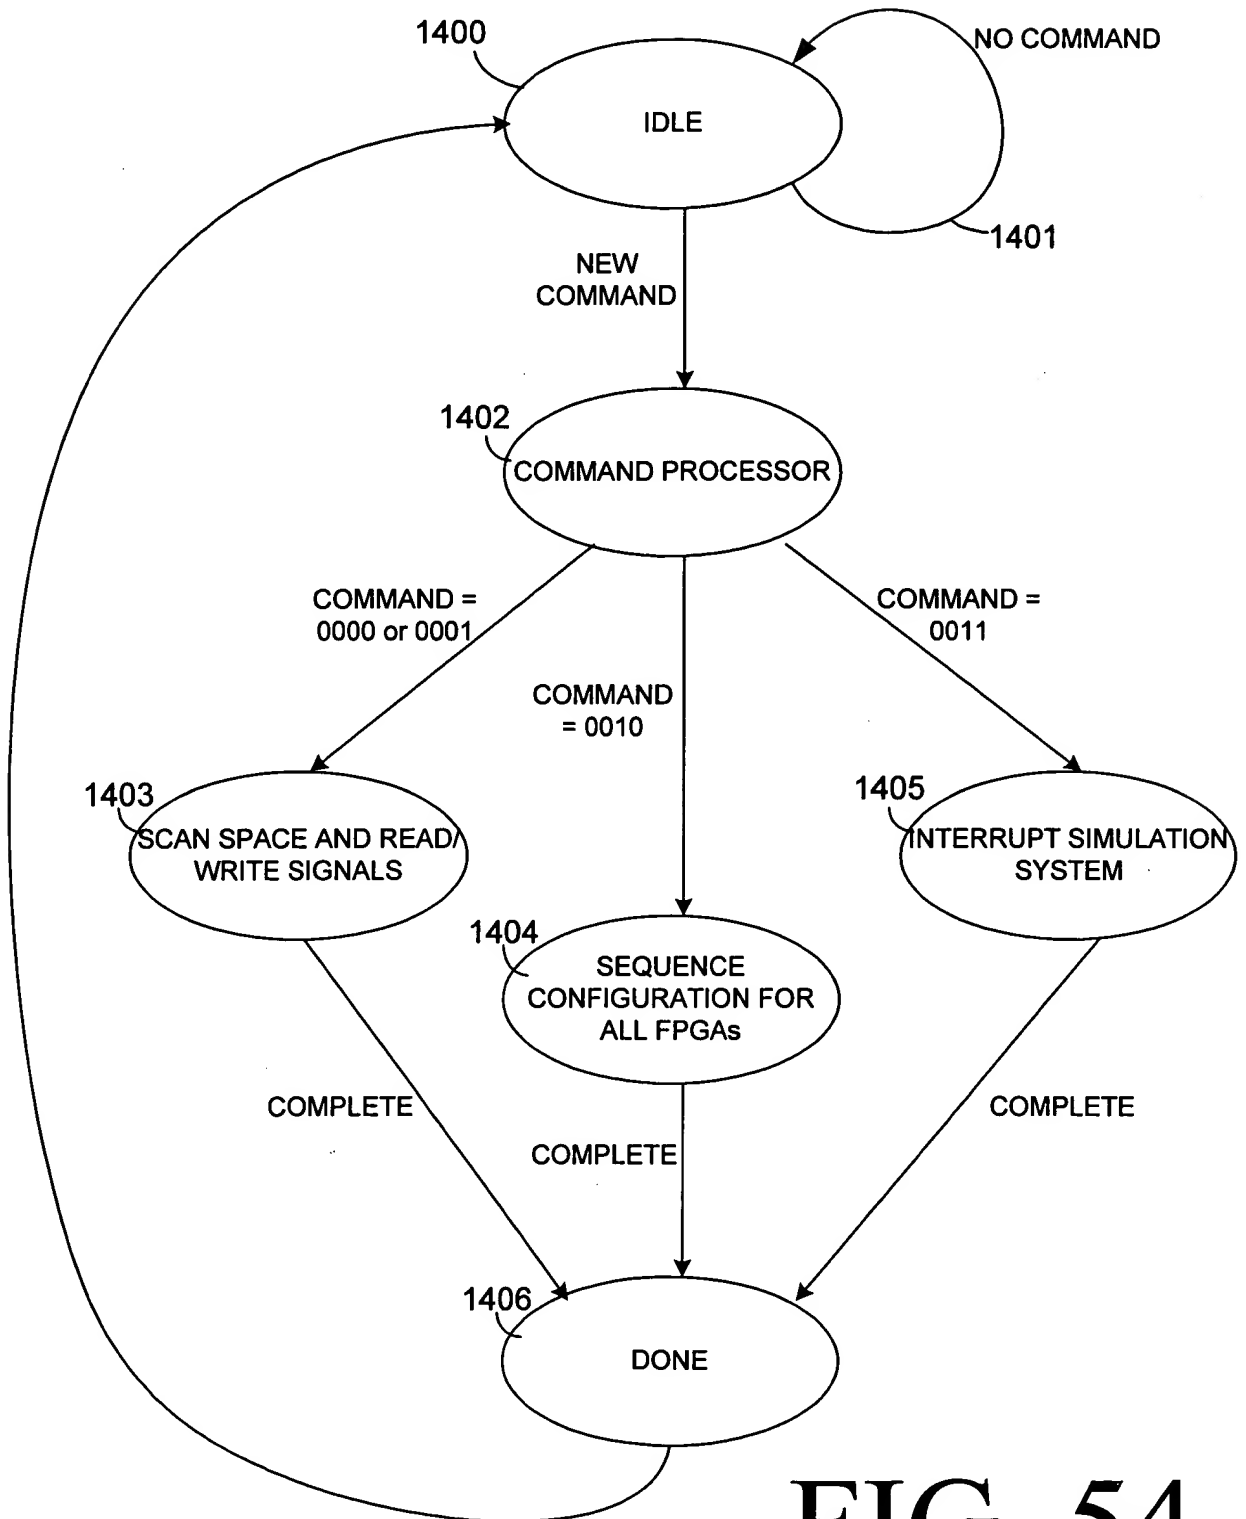 1400
NO COMMAND
IDLE
1401
NEW
COMMAND
1402
COMMAND PROCESSOR
COMMAND =
0000 or 0001
COMMAND =
0011
COMMAND
= 0010
1403
SCAN SPACE AND READ/
WRITE SIGNALS
1405
INTERRUPT SIMULATION
SYSTEM
1404
SEQUENCE
CONFIGURATION FOR
ALL FPGAs
COMPLETE
COMPLETE
COMPLETE
1406
DONE
FIG. 54